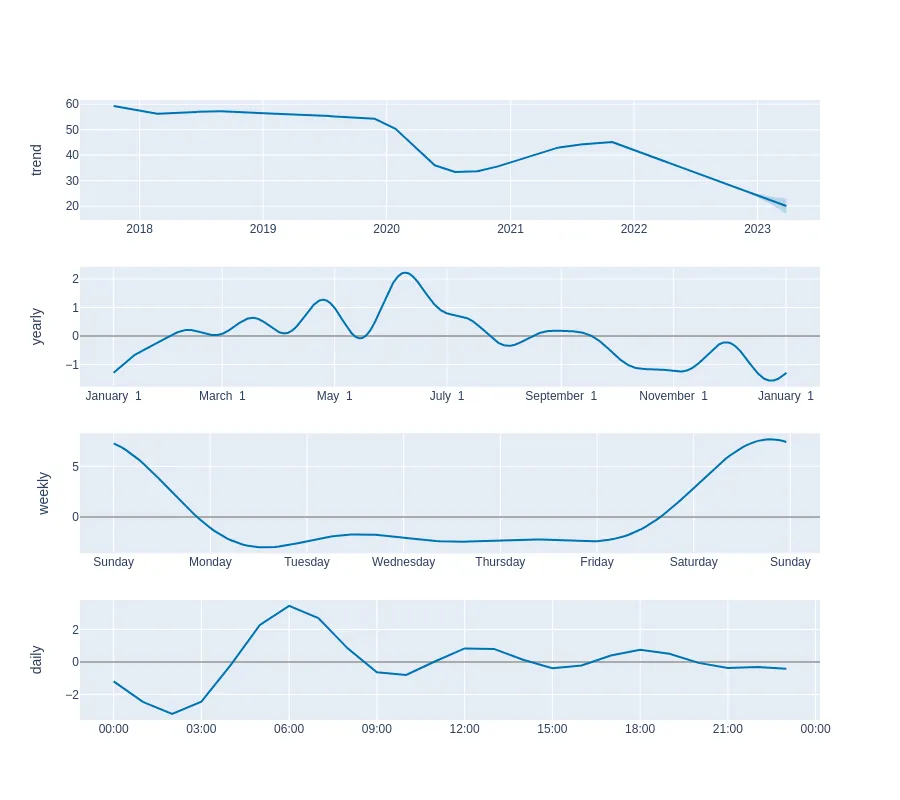 60
50
40
30
20
trend
2018 2019 2020 2021 2022 2023
2
1
0
−1
yearly
January 1 March 1 May 1 July 1 September 1 November 1 January 1
5
0
weekly
Sunday Monday Tuesday Wednesday Thursday Friday Saturday Sunday
2
0
−2
daily
00:00 03:00 06:00 09:00 12:00 15:00 18:00 21:00 00:00